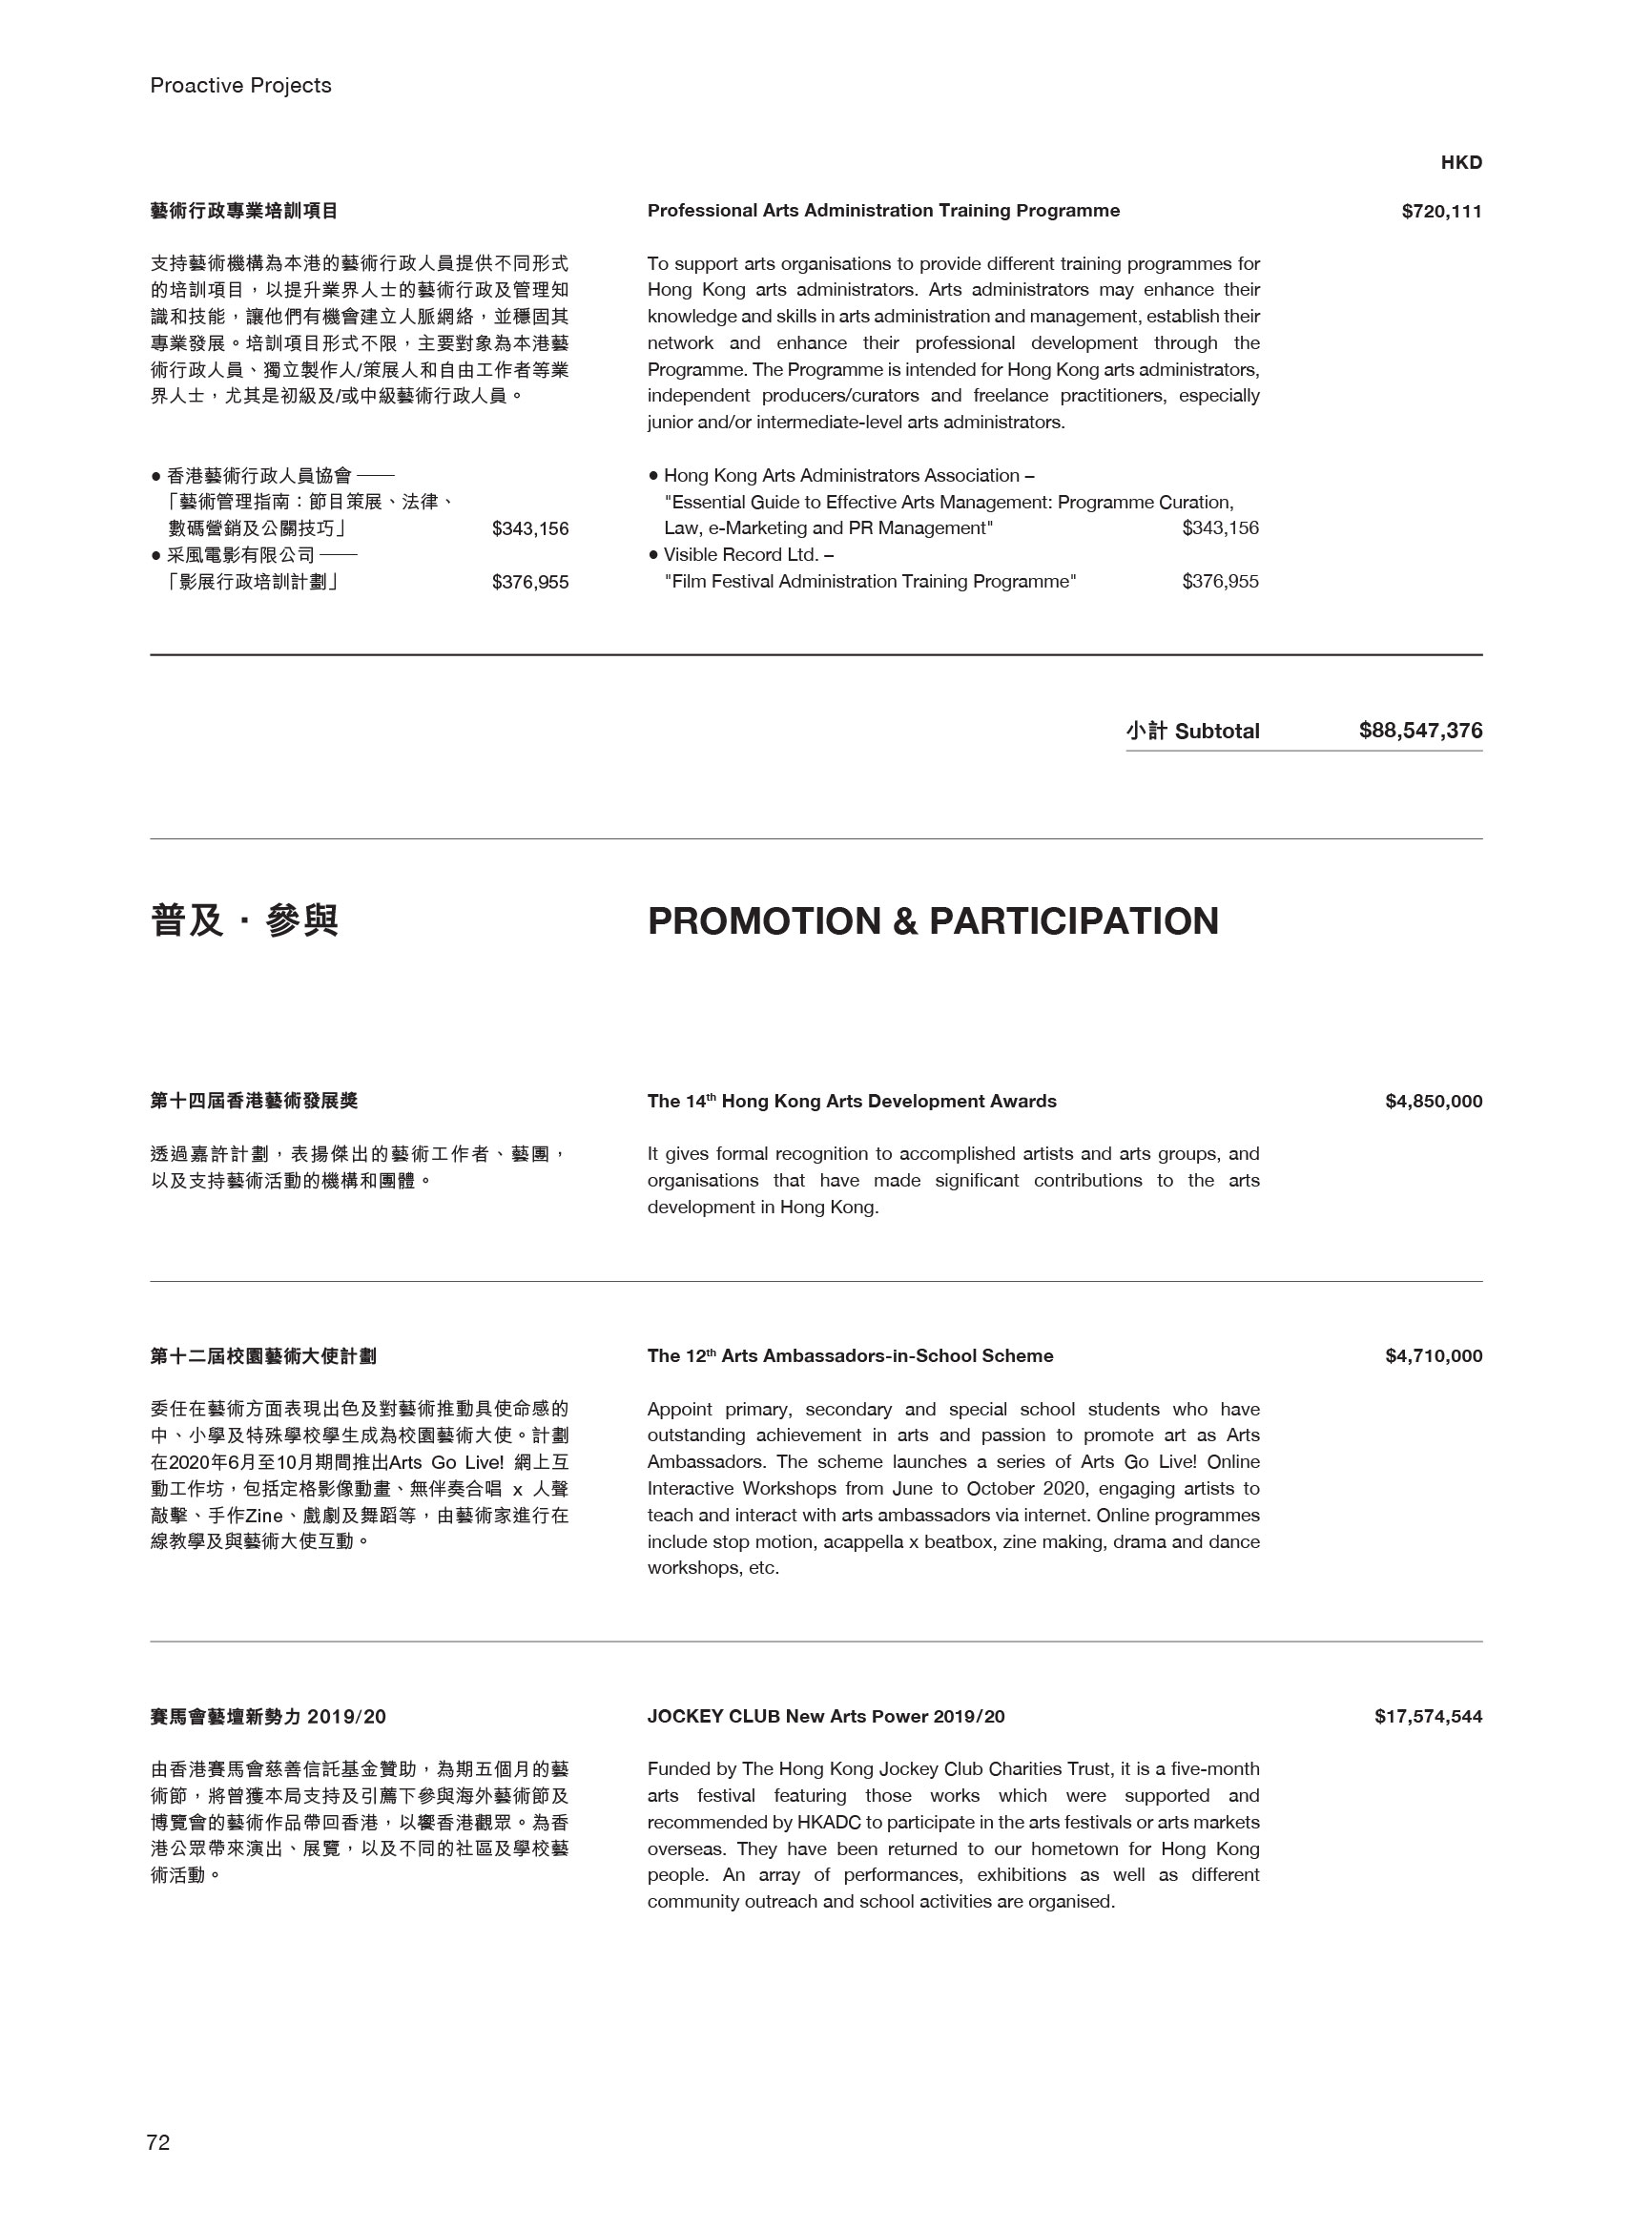 Proactive Projects
HKD
藝術行政專業培訓項目
支持藝術機構為本港的藝術行政人員提供不同形式
的培訓項目，以提升業界人士的藝術行政及管理知
識和技能，讓他們有機會建立人脈網絡，並穩固其
專業發展。培訓項目形式不限，主要對象為本港藝
術行政人員、獨立製作人/策展人和自由工作者等業
界人士，尤其是初級及/或中級藝術行政人員。
● 香港藝術行政人員協會 ——
「藝術管理指南：節目策展、法律、
數碼營銷及公關技巧」 $343,156
● 采風電影有限公司 ——
「影展行政培訓計劃」 $376,955
Professional Arts Administration Training Programme $720,111
To support arts organisations to provide different training programmes for
Hong Kong arts administrators. Arts administrators may enhance their
knowledge and skills in arts administration and management, establish their
network and enhance their professional development through the
Programme. The Programme is intended for Hong Kong arts administrators,
independent producers/curators and freelance practitioners, especially
junior and/or intermediate-level arts administrators.
● Hong Kong Arts Administrators Association –
"Essential Guide to Effective Arts Management: Programme Curation,
Law, e-Marketing and PR Management" $343,156
● Visible Record Ltd. –
"Film Festival Administration Training Programme" $376,955
小計 Subtotal $88,547,376
普及．參與
PROMOTION & PARTICIPATION
第十四屆香港藝術發展獎
透過嘉許計劃，表揚傑出的藝術工作者、藝團，
以及支持藝術活動的機構和團體。
The 14th Hong Kong Arts Development Awards $4,850,000
It gives formal recognition to accomplished artists and arts groups, and
organisations that have made significant contributions to the arts
development in Hong Kong.
第十二屆校園藝術大使計劃
委任在藝術方面表現出色及對藝術推動具使命感的
中、小學及特殊學校學生成為校園藝術大使。計劃
在2020年6月至10月期間推出Arts Go Live! 網上互
動工作坊，包括定格影像動畫、無伴奏合唱 x 人聲
敲擊、手作Zine、戲劇及舞蹈等，由藝術家進行在
線教學及與藝術大使互動。
The 12th Arts Ambassadors-in-School Scheme $4,710,000
Appoint primary, secondary and special school students who have
outstanding achievement in arts and passion to promote art as Arts
Ambassadors. The scheme launches a series of Arts Go Live! Online
Interactive Workshops from June to October 2020, engaging artists to
teach and interact with arts ambassadors via internet. Online programmes
include stop motion, acappella x beatbox, zine making, drama and dance
workshops, etc.
賽馬會藝壇新勢力 2019/20
由香港賽馬會慈善信託基金贊助，為期五個月的藝
術節，將曾獲本局支持及引薦下參與海外藝術節及
博覽會的藝術作品帶回香港，以饗香港觀眾。為香
港公眾帶來演出、展覽，以及不同的社區及學校藝
術活動。
JOCKEY CLUB New Arts Power 2019/20 $17,574,544
Funded by The Hong Kong Jockey Club Charities Trust, it is a five-month
arts festival featuring those works which were supported and
recommended by HKADC to participate in the arts festivals or arts markets
overseas. They have been returned to our hometown for Hong Kong
people. An array of performances, exhibitions as well as different
community outreach and school activities are organised.
72